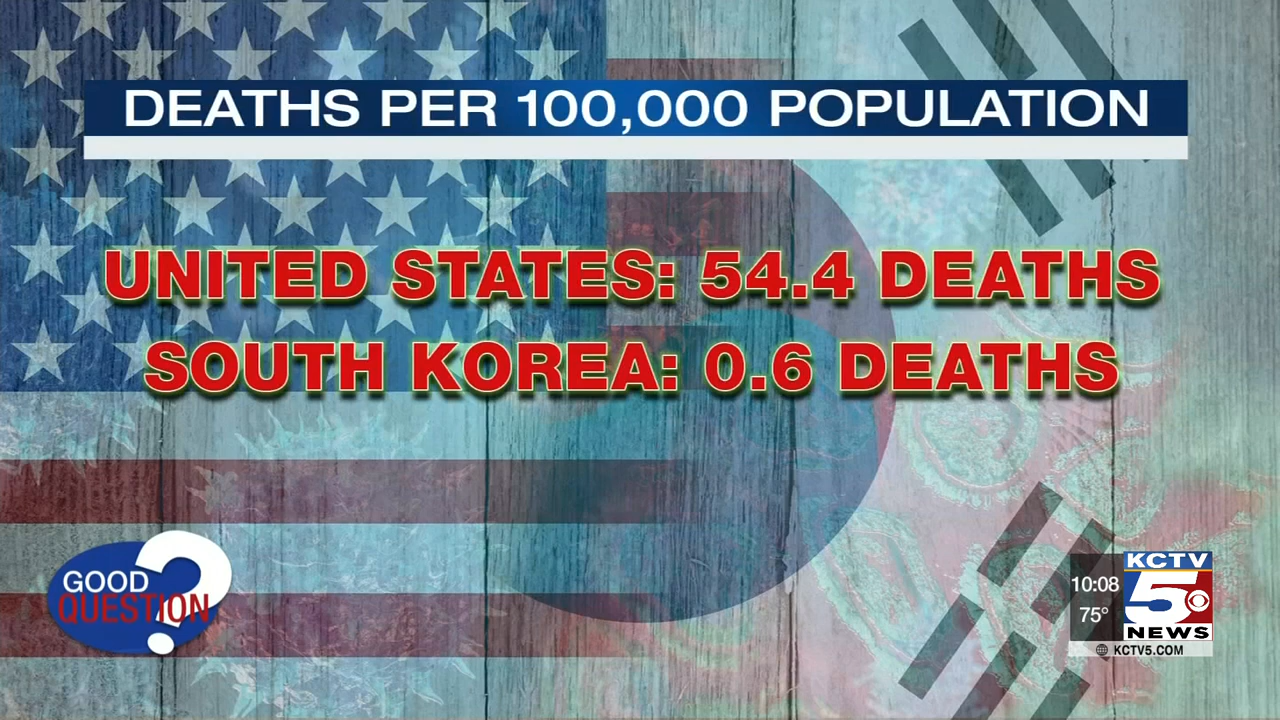 DEATHS PER 100,000 POPULATION
UNITED STATES: 54.4 DEATHS
SOUTH KOREA: 0.6 DEATHS
GOOD
QUESTION
?
10:08
75°
KCTV
5
NEWS
KCTV5.COM